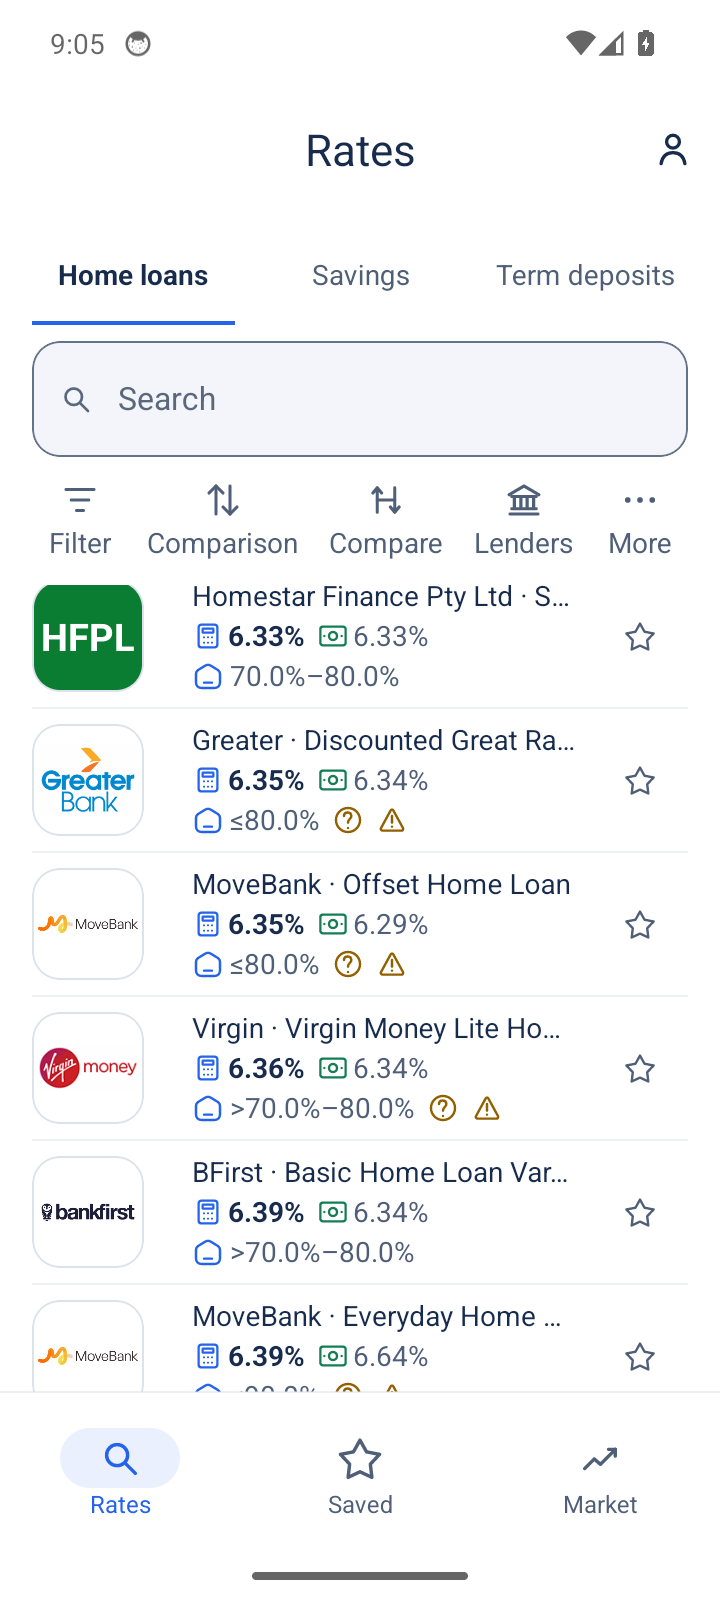 9:05
Rates
Home loans Savings Term deposits
Search
Filter Comparison Compare Lenders More
HFPL
Homestar Finance Pty Ltd · S...
6.33% 6.33%
70.0%–80.0%
Greater Bank
Greater · Discounted Great Ra...
6.35% 6.34%
≤80.0%
MoveBank
MoveBank · Offset Home Loan
6.35% 6.29%
≤80.0%
Virgin money
Virgin · Virgin Money Lite Ho...
6.36% 6.34%
>70.0%–80.0%
bankfirst
BFirst · Basic Home Loan Var...
6.39% 6.34%
>70.0%–80.0%
MoveBank
MoveBank · Everyday Home ...
6.39% 6.64%
Rates Saved Market